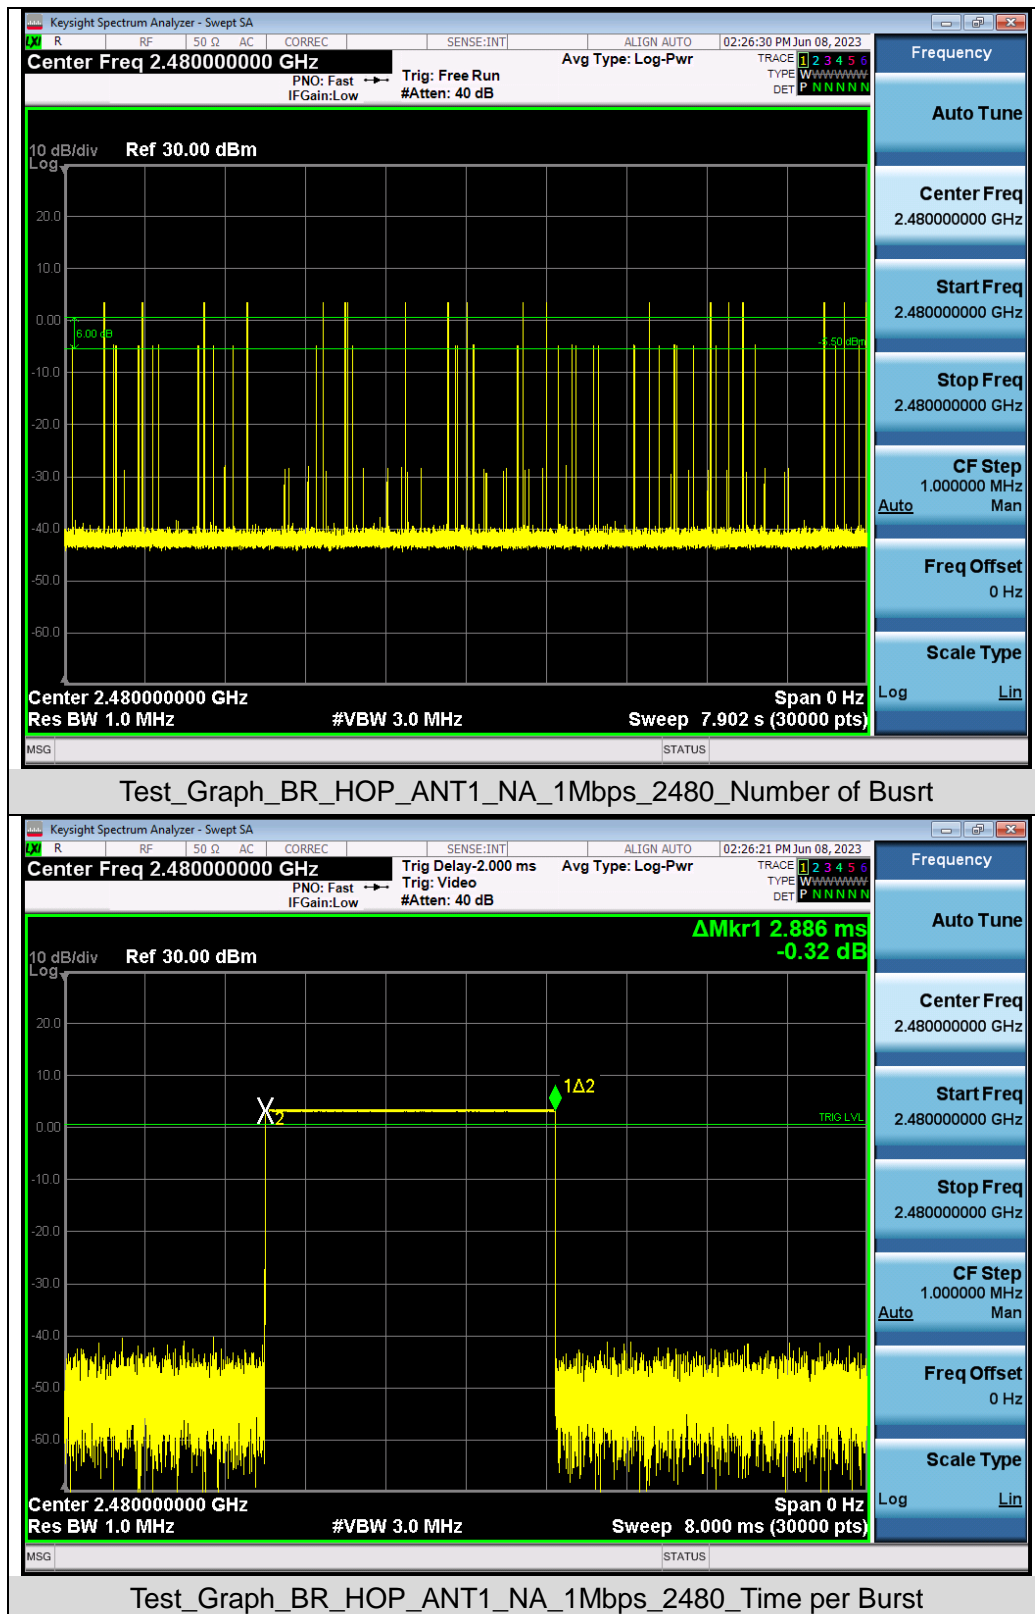 Keysight Spectrum Analyzer - Swept SA
LXI R RF 50 Ω AC CORREC SENSE:INT ALIGN AUTO 02:26:30 PM Jun 08, 2023
Center Freq 2.480000000 GHz
PNO: Fast
IFGain:Low
Trig: Free Run
#Atten: 40 dB
Avg Type: Log-Pwr
TRACE 1 2 3 4 5 6
TYPE WWWWWW
DET P N N N N N
Frequency
Auto Tune
Center Freq
2.480000000 GHz
Start Freq
2.480000000 GHz
Stop Freq
2.480000000 GHz
CF Step
1.000000 MHz
Auto Man
Freq Offset
0 Hz
Scale Type
Log Lin
10 dB/div Ref 30.00 dBm
Log
20.0
10.0
0.00
6.00 dB
-5.50 dBm
-10.0
-20.0
-30.0
-40.0
-50.0
-60.0
Center 2.480000000 GHz Span 0 Hz
Res BW 1.0 MHz #VBW 3.0 MHz Sweep 7.902 s (30000 pts)
MSG STATUS
Test_Graph_BR_HOP_ANT1_NA_1Mbps_2480_Number of Busrt
Keysight Spectrum Analyzer - Swept SA
LXI R RF 50 Ω AC CORREC SENSE:INT ALIGN AUTO 02:26:21 PM Jun 08, 2023
Center Freq 2.480000000 GHz
PNO: Fast
IFGain:Low
Trig Delay-2.000 ms
Trig: Video
#Atten: 40 dB
Avg Type: Log-Pwr
TRACE 1 2 3 4 5 6
TYPE WWWWWW
DET P N N N N N
Frequency
Auto Tune
Center Freq
2.480000000 GHz
Start Freq
2.480000000 GHz
Stop Freq
2.480000000 GHz
CF Step
1.000000 MHz
Auto Man
Freq Offset
0 Hz
Scale Type
Log Lin
ΔMkr1 2.886 ms
-0.32 dB
10 dB/div Ref 30.00 dBm
Log
20.0
10.0
1Δ2
X2
TRIG LVL
0.00
-10.0
-20.0
-30.0
-40.0
-50.0
-60.0
Center 2.480000000 GHz Span 0 Hz
Res BW 1.0 MHz #VBW 3.0 MHz Sweep 8.000 ms (30000 pts)
MSG STATUS
Test_Graph_BR_HOP_ANT1_NA_1Mbps_2480_Time per Burst